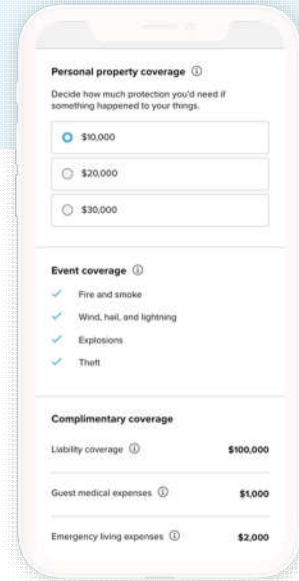 Personal property coverage ⓘ
Decide how much protection you'd need if
something happened to your things.
$10,000
$20,000
$30,000
Event coverage ⓘ
Fire and smoke
Wind, hail, and lightning
Explosions
Theft
Complimentary coverage
Liability coverage ⓘ $100,000
Guest medical expenses ⓘ $1,000
Emergency living expenses ⓘ $2,000